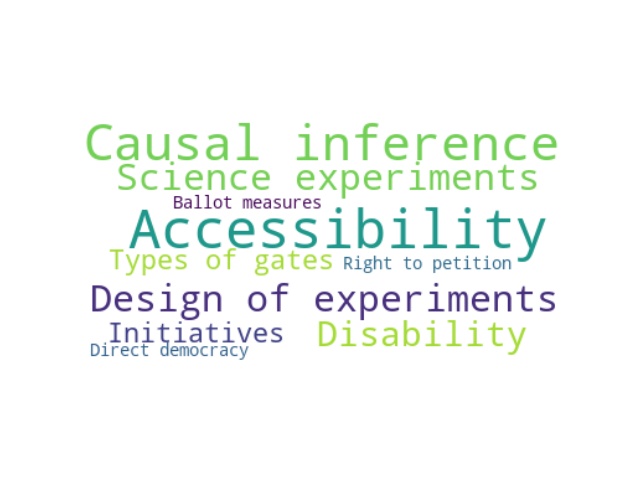 Causal inference
Science experiments
Ballot measures
Accessibility
Types of gates
Right to petition
Design of experiments
Initiatives
Disability
Direct democracy